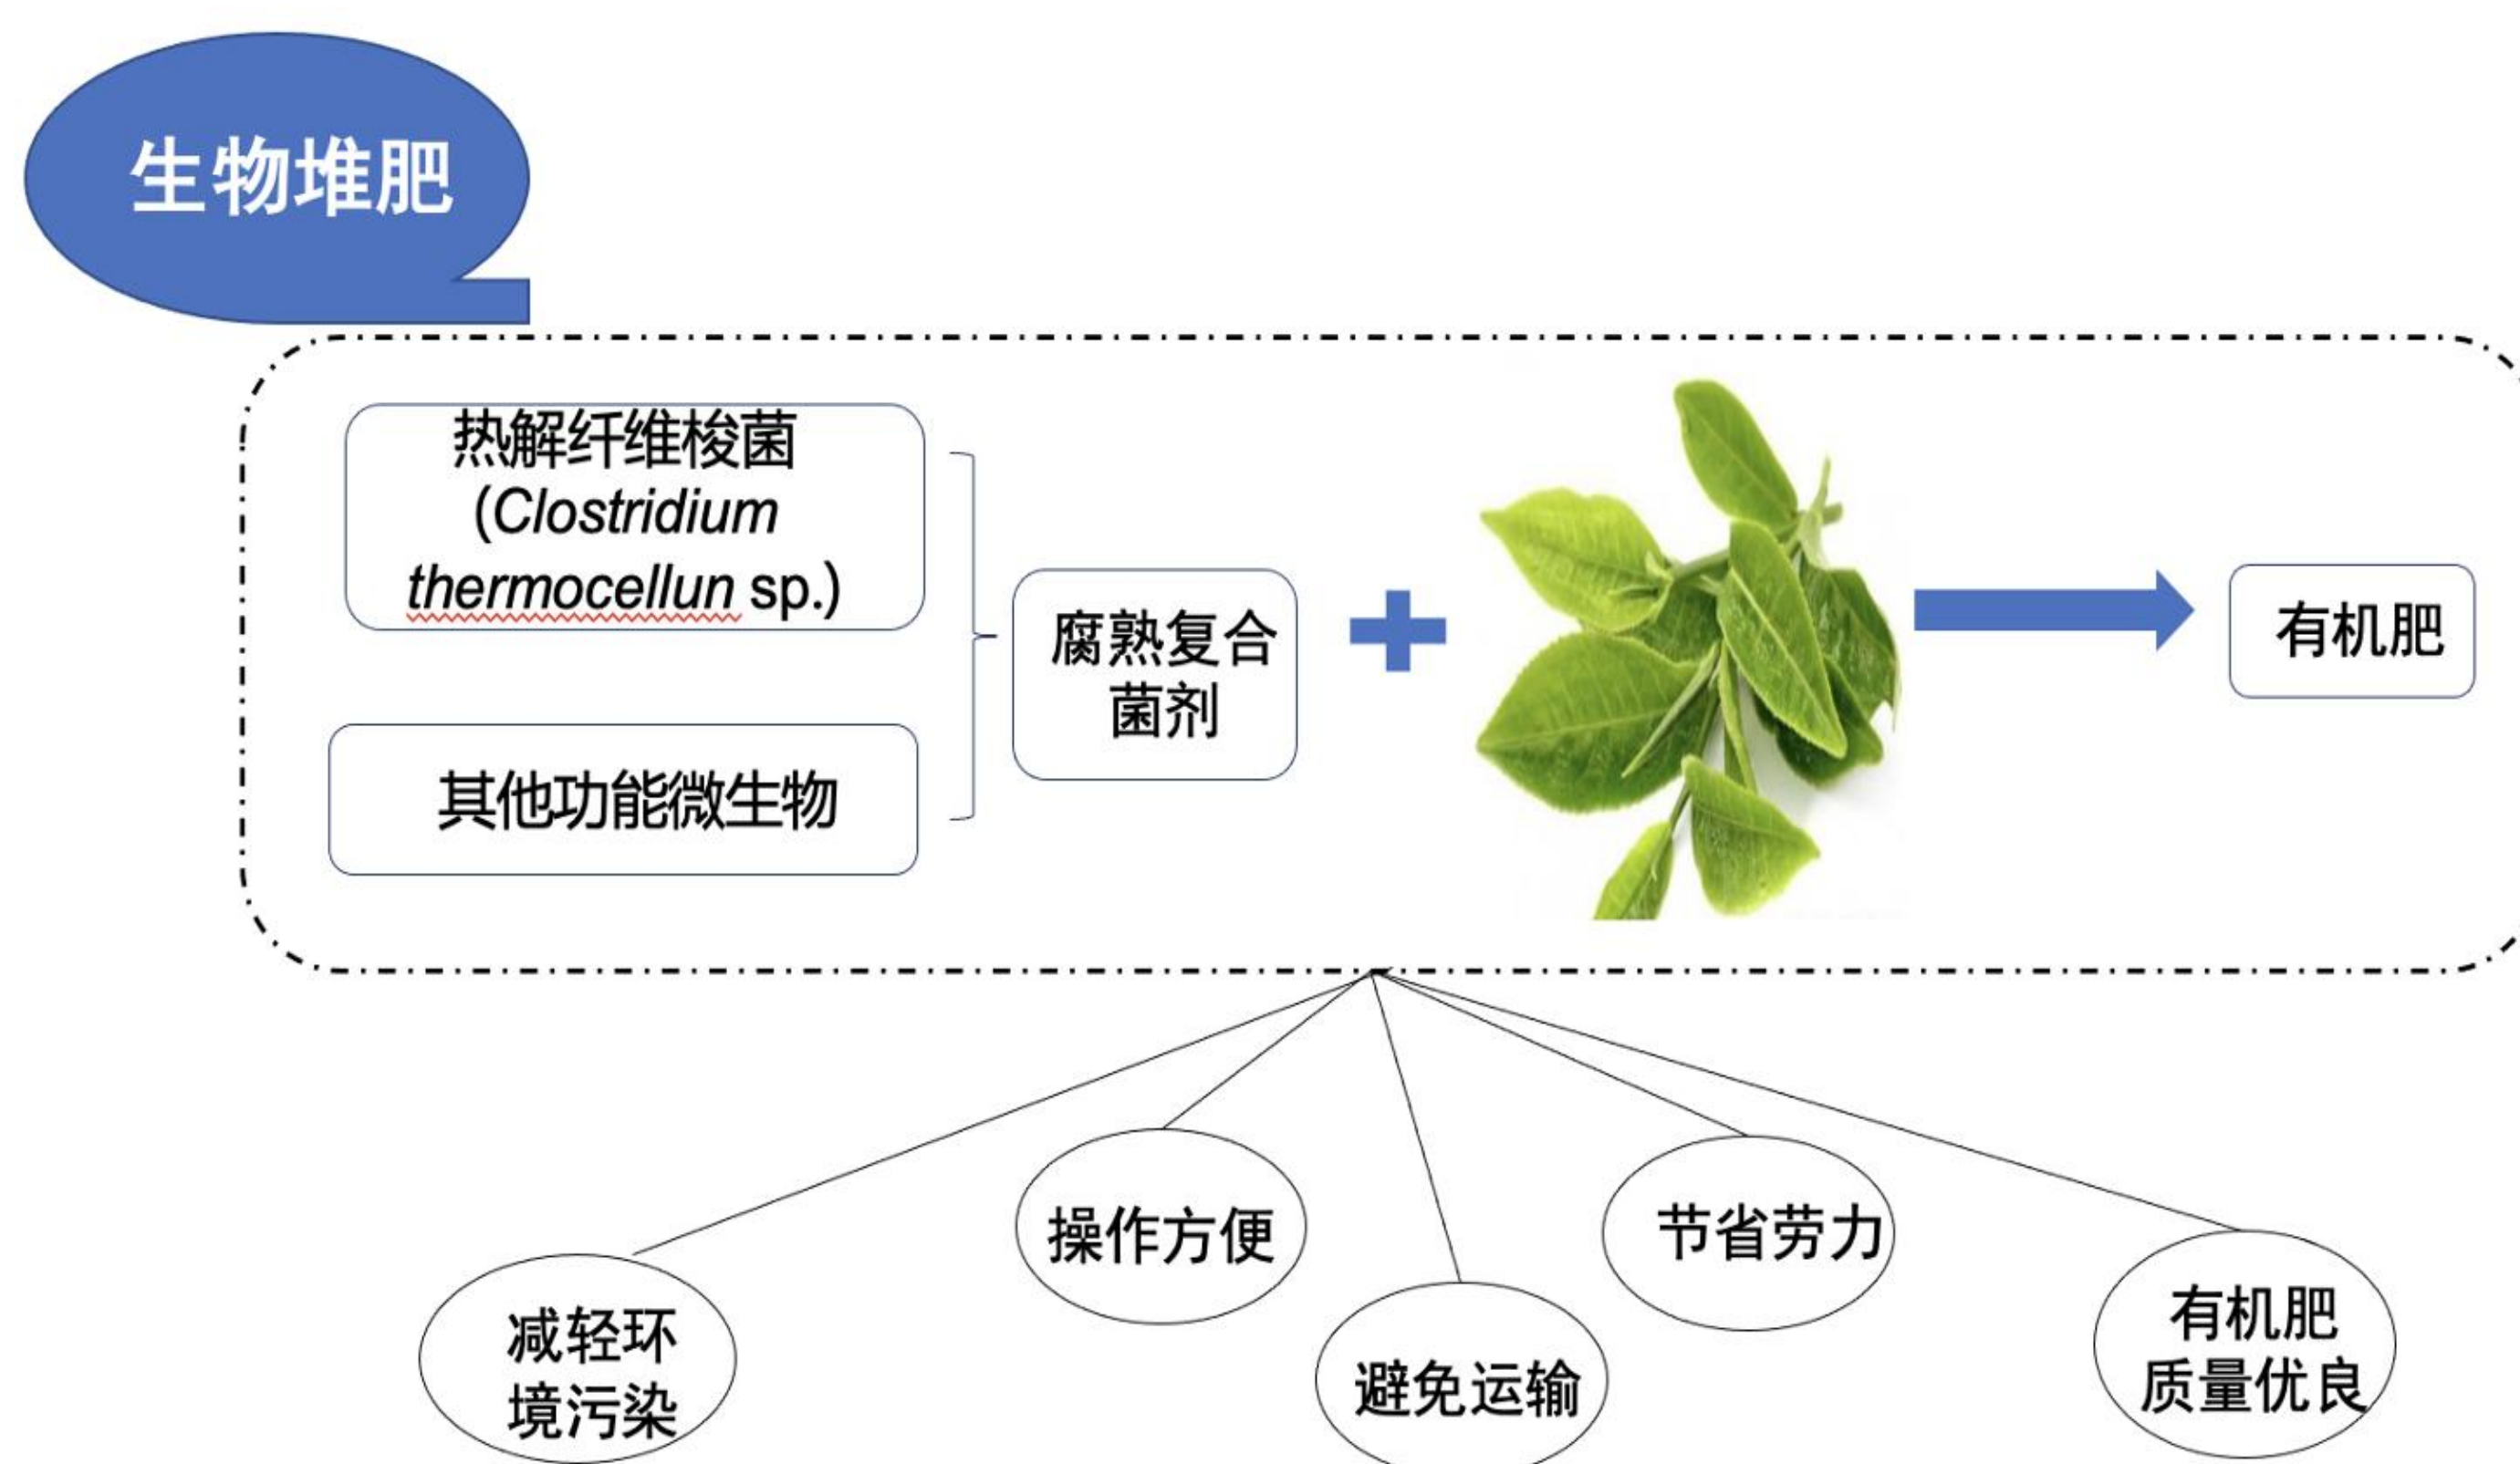 生物堆肥
热解纤维梭菌
(Clostridium
thermocellun sp.)
其他功能微生物
腐熟复合
菌剂
有机肥
减轻环
境污染
操作方便
避免运输
节省劳力
有机肥
质量优良